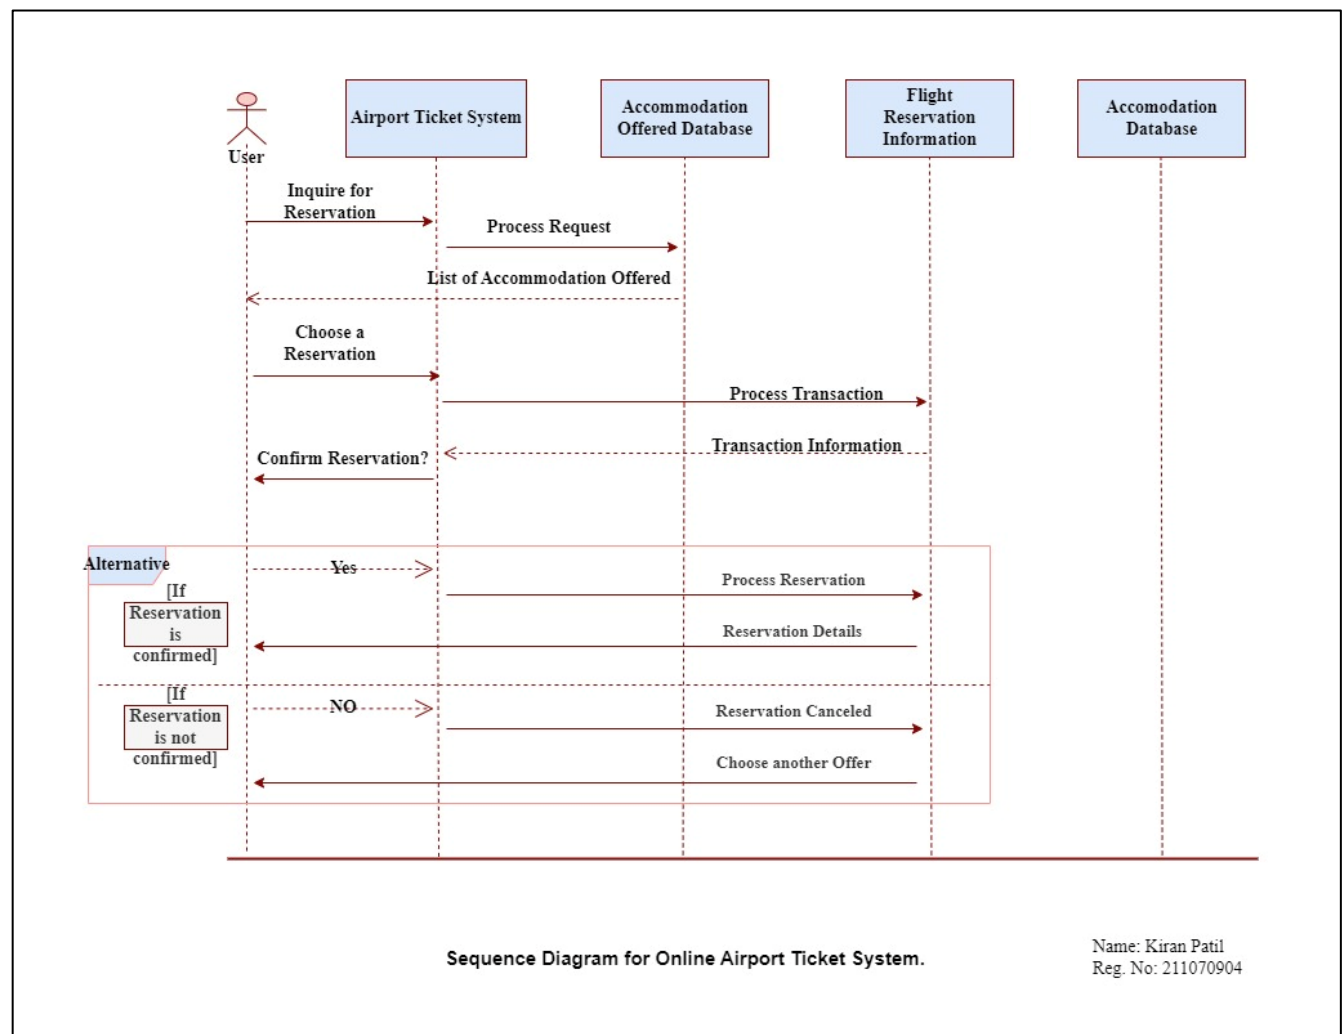 User
Airport Ticket System
Accommodation
Offered Database
Flight
Reservation
Information
Accomodation
Database
Inquire for
Reservation
Process Request
List of Accommodation Offered
Choose a
Reservation
Process Transaction
Transaction Information
Confirm Reservation?
Alternative
[If
Reservation
is
confirmed]
Yes
Process Reservation
Reservation Details
[If
Reservation
is not
confirmed]
NO
Reservation Canceled
Choose another Offer
Sequence Diagram for Online Airport Ticket System.
Name: Kiran Patil
Reg. No: 211070904